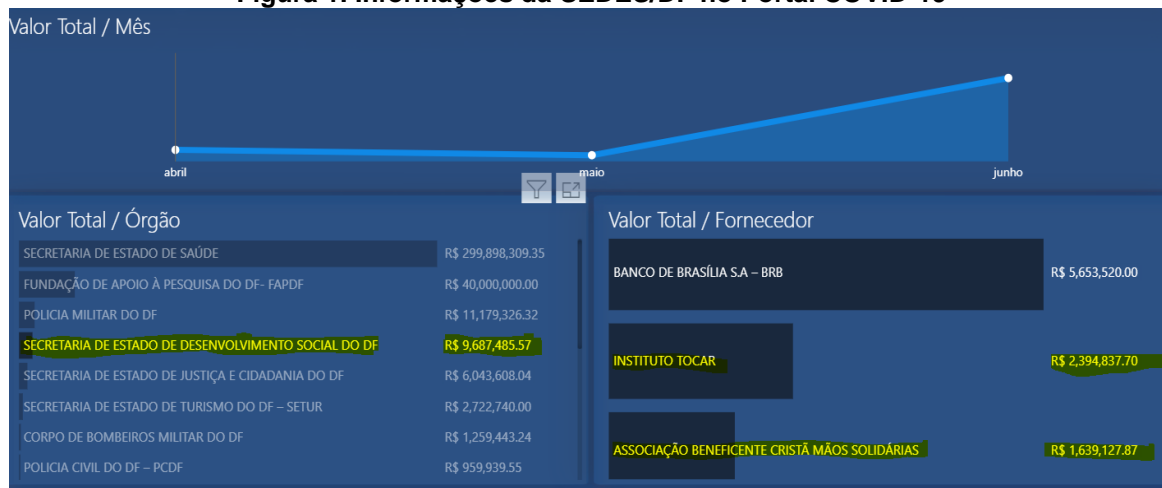 Valor Total / Mês
abril
maio
junho
Valor Total / Órgão
SECRETARIA DE ESTADO DE SAÚDE R$ 299,898,309.35
FUNDAÇÃO DE APOIO À PESQUISA DO DF- FAPDF R$ 40,000,000.00
POLICIA MILITAR DO DF R$ 11,179,326.32
SECRETARIA DE ESTADO DE DESENVOLVIMENTO SOCIAL DO DF R$ 9,687,485.57
SECRETARIA DE ESTADO DE JUSTIÇA E CIDADANIA DO DF R$ 6,043,608.04
SECRETARIA DE ESTADO DE TURISMO DO DF – SETUR R$ 2,722,740.00
CORPO DE BOMBEIROS MILITAR DO DF R$ 1,259,443.24
POLICIA CIVIL DO DF – PCDF R$ 959,939.55
Valor Total / Fornecedor
BANCO DE BRASÍLIA S.A – BRB R$ 5,653,520.00
INSTITUTO TOCAR R$ 2,394,837.70
ASSOCIAÇÃO BENEFICENTE CRISTÃ MÃOS SOLIDÁRIAS R$ 1,639,127.87